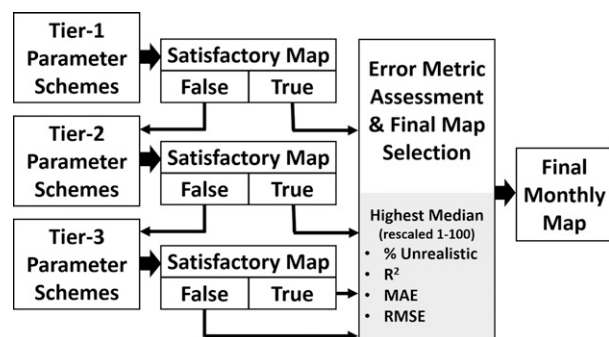 Tier-1
Parameter
Schemes
Satisfactory Map
False True
Tier-2
Parameter
Schemes
Satisfactory Map
False True
Tier-3
Parameter
Schemes
Satisfactory Map
False True
Error Metric
Assessment
& Final Map
Selection
Highest Median
(rescaled 1-100)
• % Unrealistic
• R²
• MAE
• RMSE
Final
Monthly
Map